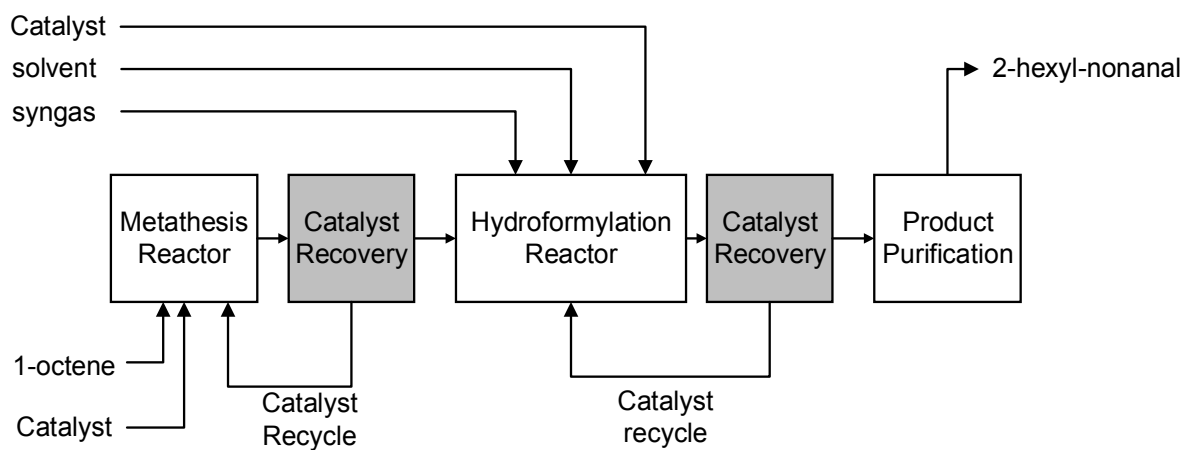 Catalyst
solvent
syngas
2-hexyl-nonanal
Metathesis
Reactor
Catalyst
Recovery
Hydroformylation
Reactor
Catalyst
Recovery
Product
Purification
1-octene
Catalyst
Catalyst
Recycle
Catalyst
recycle